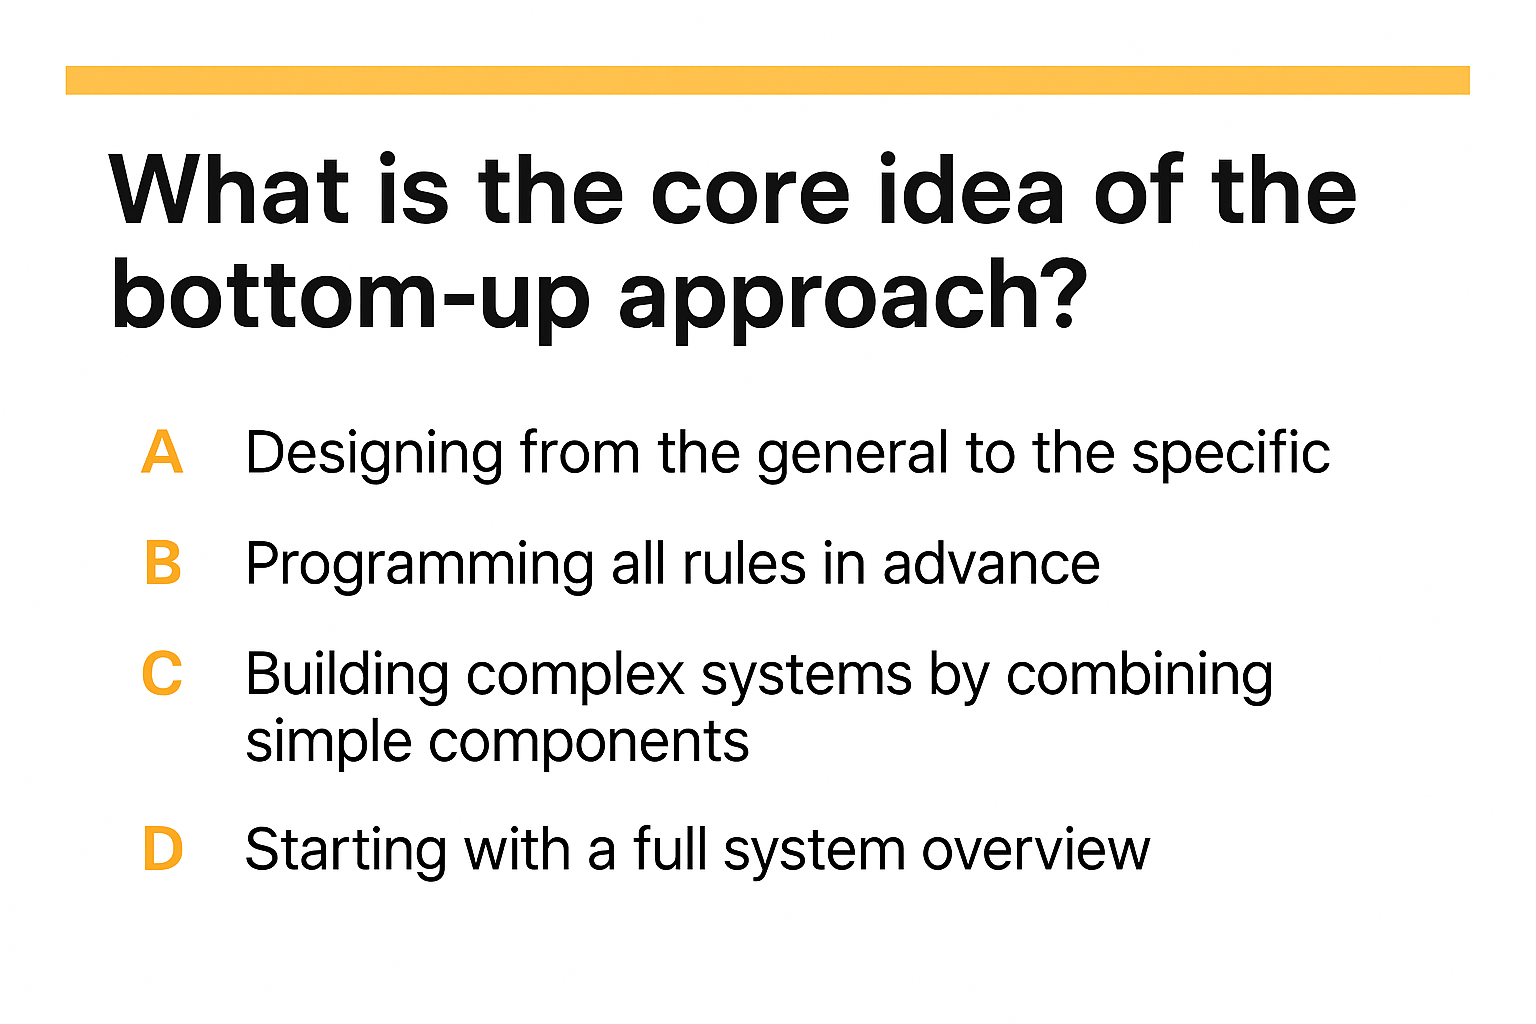 What is the core idea of the
bottom-up approach?
A Designing from the general to the specific
B Programming all rules in advance
C Building complex systems by combining
simple components
D Starting with a full system overview